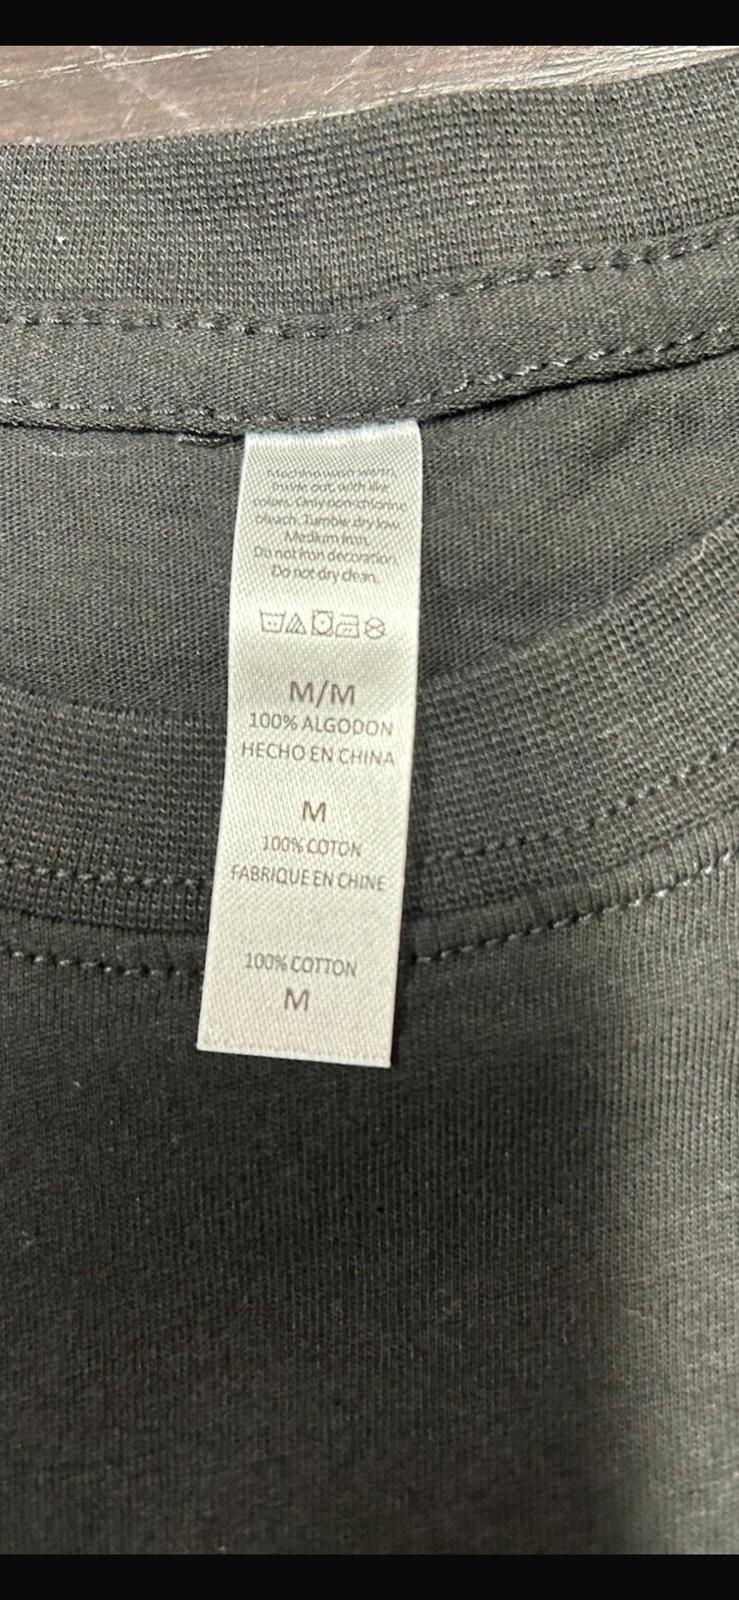 Machine wash warm,
Inside out, with like
colors. Only non-chlorine
bleach. Tumble dry low.
Medium Iron.
Do not iron decoration.
Do not dry clean.
M/M
100% ALGODON
HECHO EN CHINA
M
100% COTON
FABRIQUE EN CHINE
100% COTTON
M